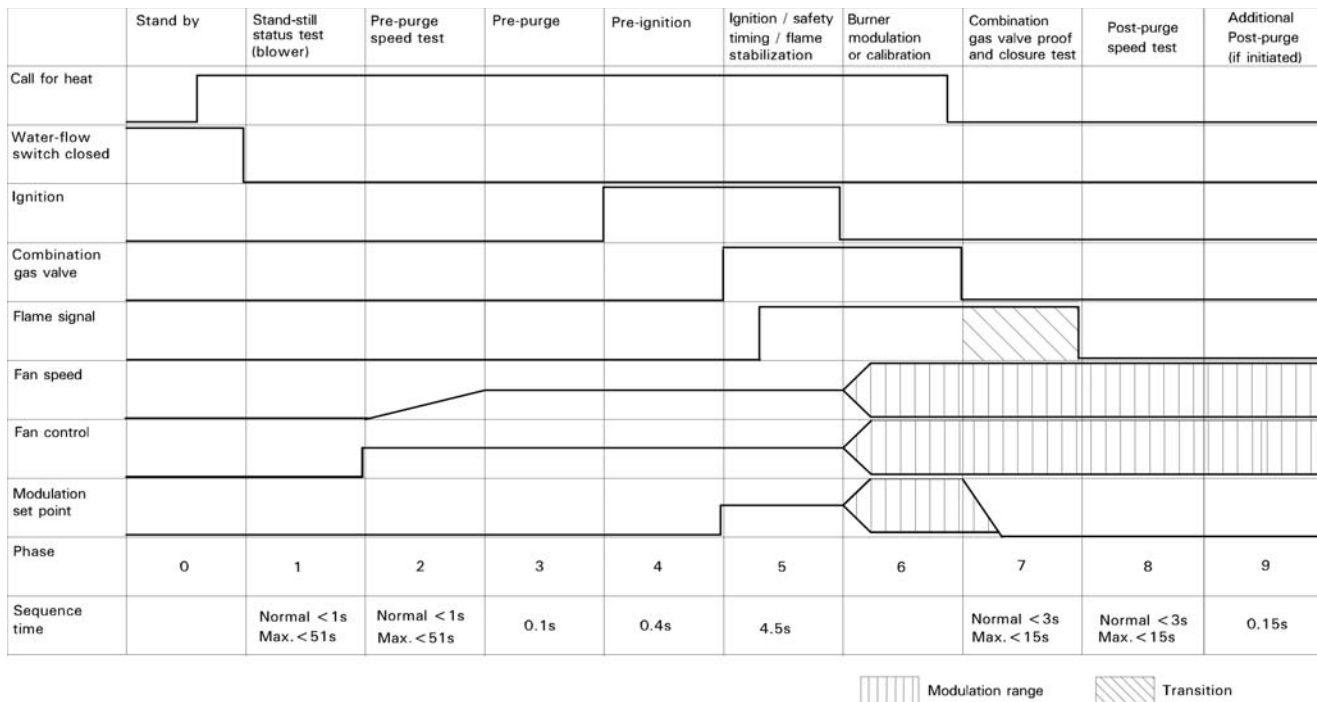 Stand by
Stand-still
status test
(blower)
Pre-purge
speed test
Pre-purge
Pre-ignition
Ignition / safety
timing / flame
stabilization
Burner
modulation
or calibration
Combination
gas valve proof
and closure test
Post-purge
speed test
Additional
Post-purge
(if initiated)
Call for heat
Water-flow
switch closed
Ignition
Combination
gas valve
Flame signal
Fan speed
Fan control
Modulation
set point
Phase
0
1
2
3
4
5
6
7
8
9
Sequence
time
Normal <1s
Max.<51s
Normal <1s
Max.<51s
0.1s
0.4s
4.5s
Normal <3s
Max.<15s
Normal <3s
Max.<15s
0.15s
Modulation range
Transition